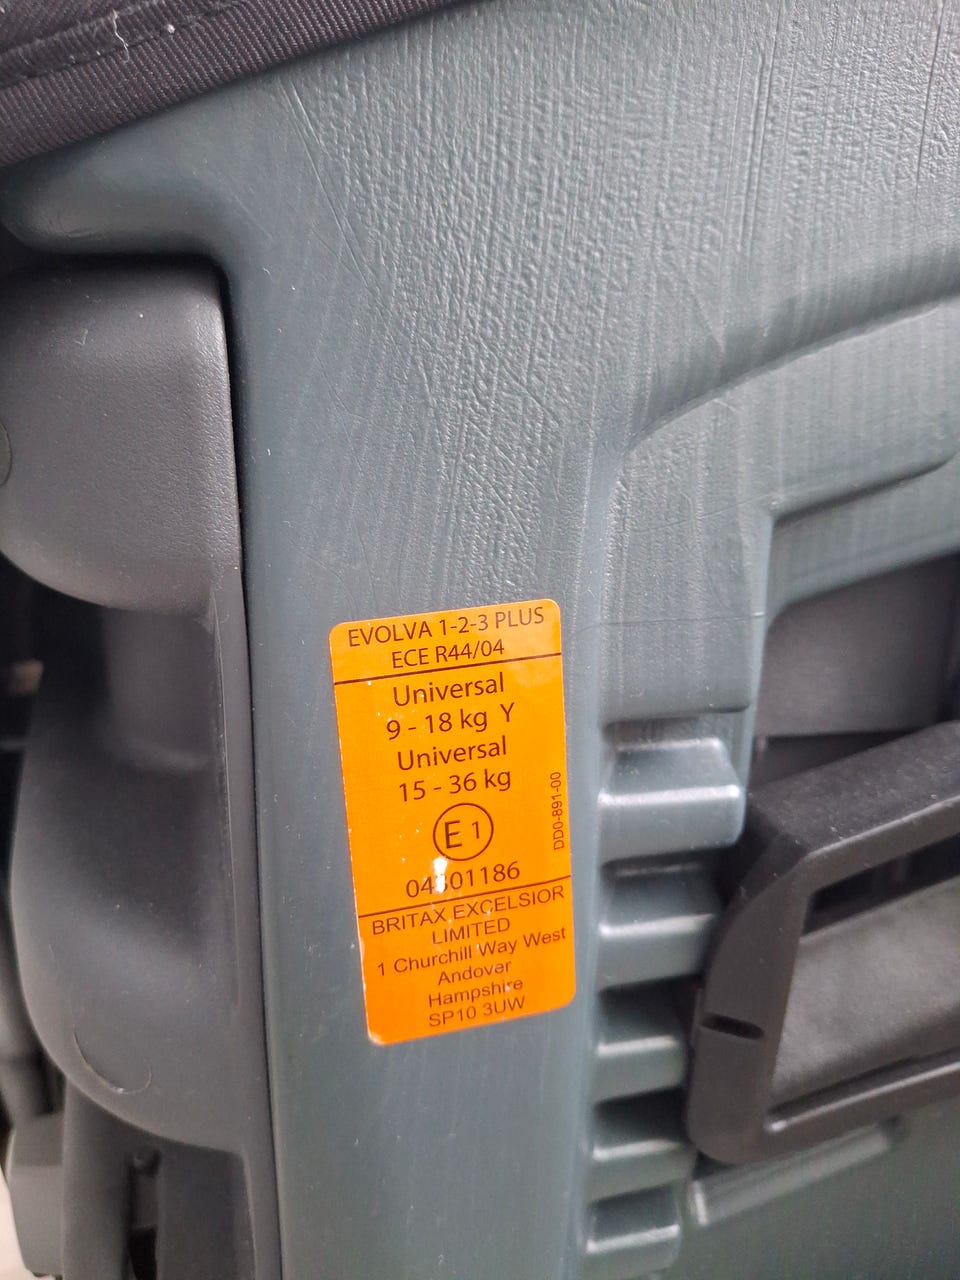 EVOLVA 1-2-3 PLUS
ECE R44/04
Universal
9 - 18 kg Y
Universal
15 - 36 kg
E 1
DD0-891-00
BRITAX EXCELSIOR
LIMITED
1 Churchill Way West
Andover
Hampshire
SP10 3UW